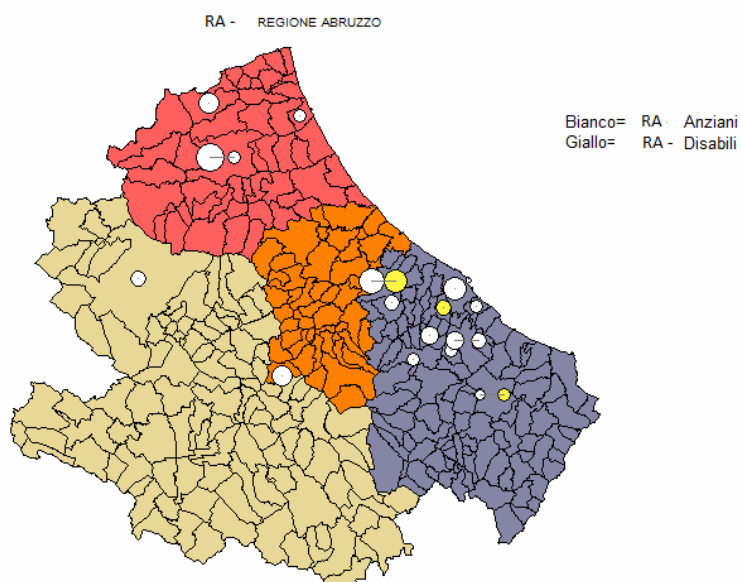 RA - REGIONE ABRUZZO
Bianco= RA - Anziani
Giallo= RA - Disabili